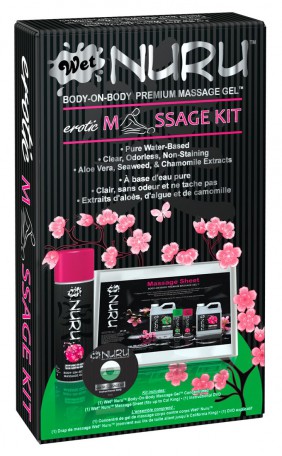 Wet
NURU™
BODY-ON-BODY PREMIUM MASSAGE GEL™
erotic MASSAGE KIT
• Pure Water-Based
• Clear, Odorless, Non-Staining
• Aloe Vera, Seaweed, & Chamomile Extracts
• À base d'eau pure
• Clair, sans odeur et ne tache pas
• Extraits d'aloès, d'algue et de camomille
erotic MASSAGE KIT
NURU
Massage Sheet
NURU
NURU